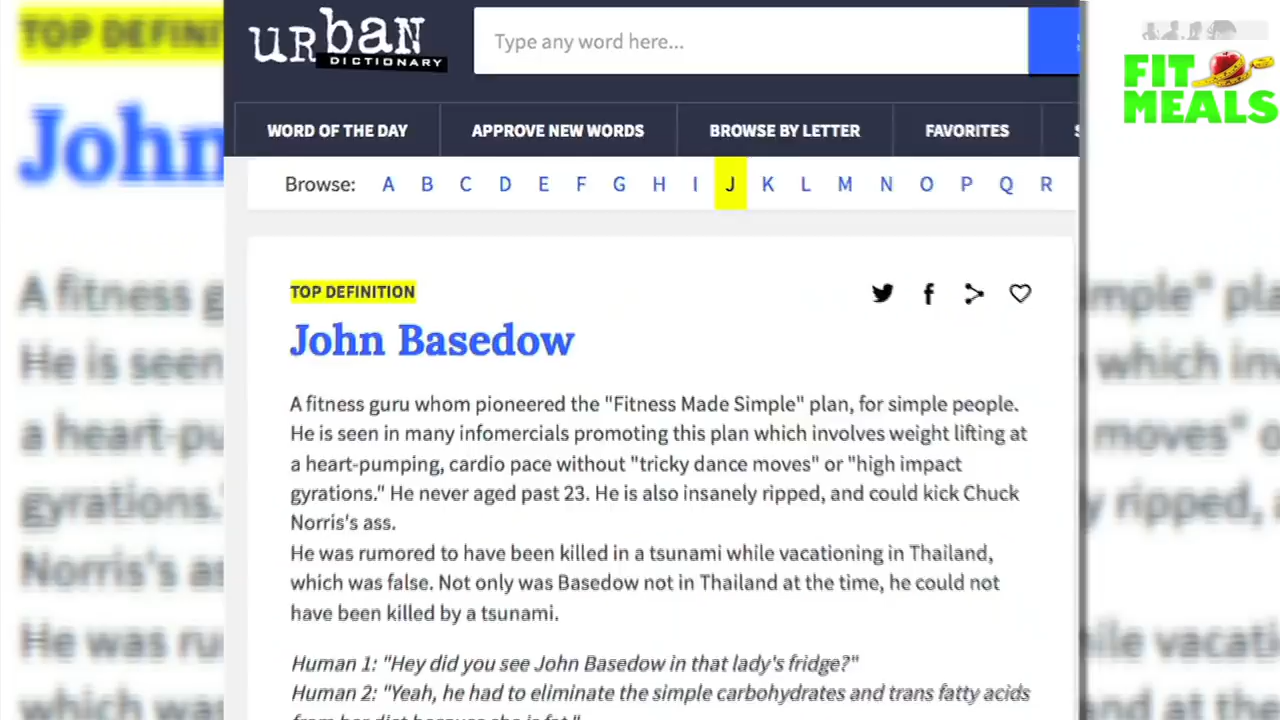 urban
DICTIONARY
Type any word here...
FIT
MEALS
WORD OF THE DAY
APPROVE NEW WORDS
BROWSE BY LETTER
FAVORITES
Browse: A B C D E F G H I J K L M N O P Q R
TOP DEFINITION
John Basedow
A fitness guru whom pioneered the "Fitness Made Simple" plan, for simple people.
He is seen in many infomercials promoting this plan which involves weight lifting at
a heart-pumping, cardio pace without "tricky dance moves" or "high impact
gyrations." He never aged past 23. He is also insanely ripped, and could kick Chuck
Norris's ass.
He was rumored to have been killed in a tsunami while vacationing in Thailand,
which was false. Not only was Basedow not in Thailand at the time, he could not
have been killed by a tsunami.
Human 1: "Hey did you see John Basedow in that lady's fridge?"
Human 2: "Yeah, he had to eliminate the simple carbohydrates and trans fatty acids
from her diet because she is fat."